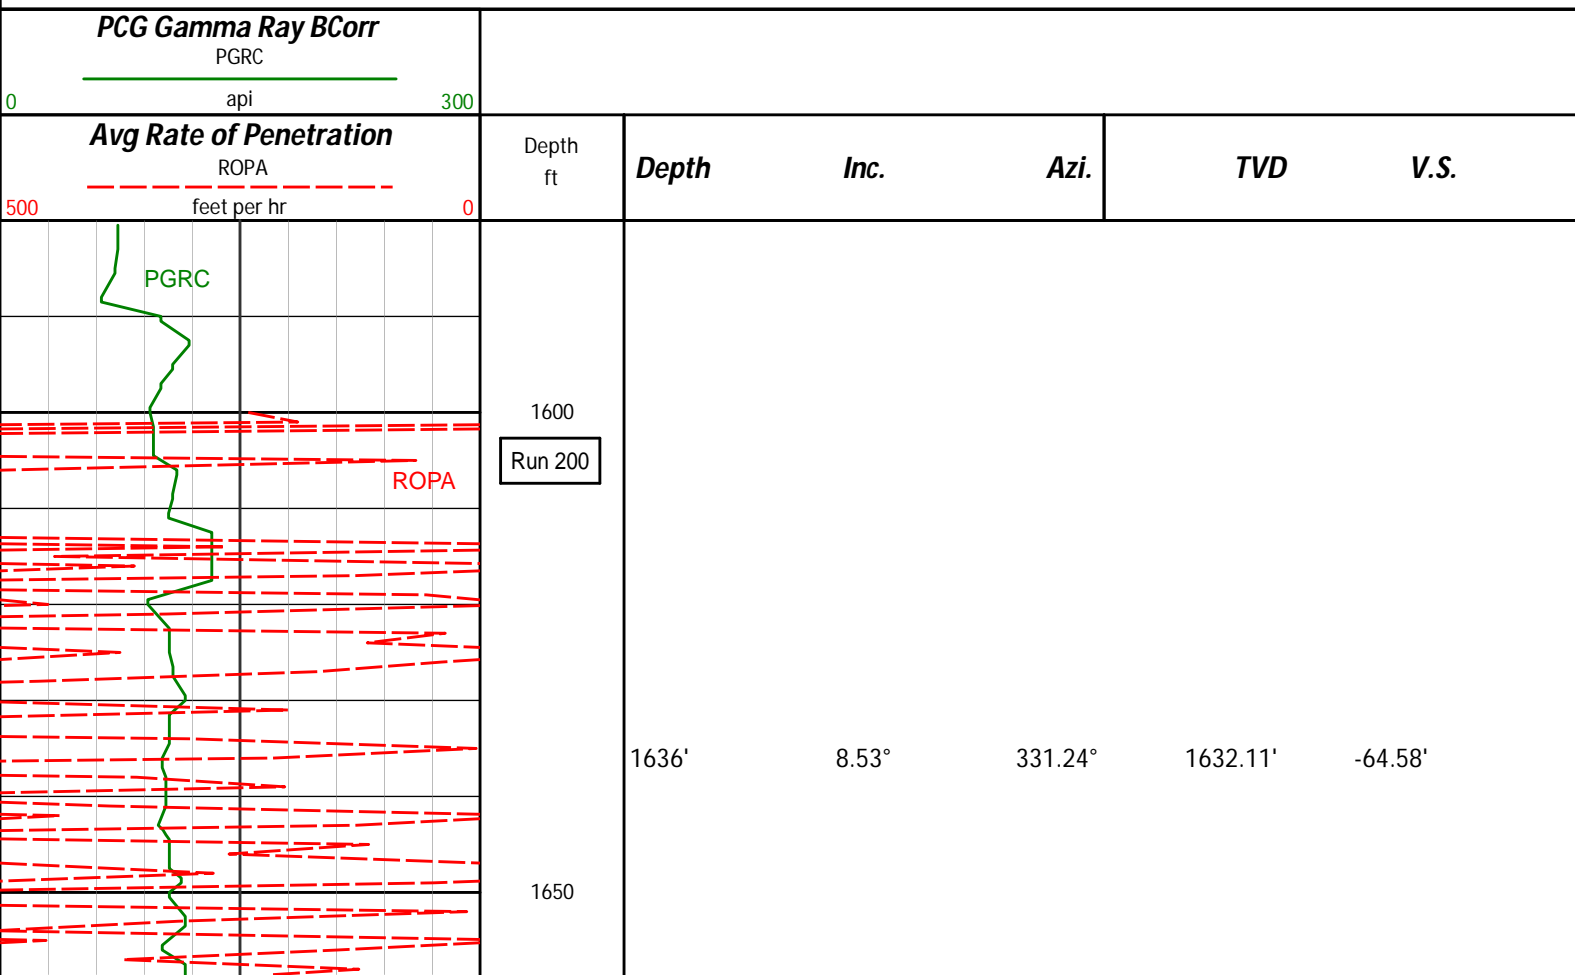 PCG Gamma Ray BCorr
PGRC
0 api 300
Avg Rate of Penetration
ROPA
500 feet per hr 0
Depth
ft
Depth Inc. Azi. TVD V.S.
PGRC
1600
Run 200
ROPA
1636' 8.53° 331.24° 1632.11' -64.58'
1650